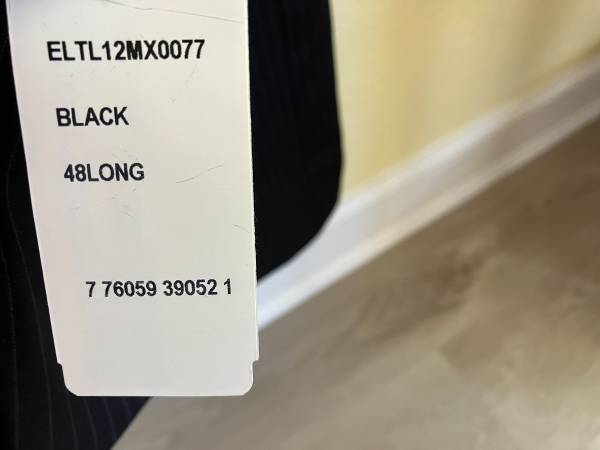 ELTL12MX0077
BLACK
48LONG
7 76059 39052 1